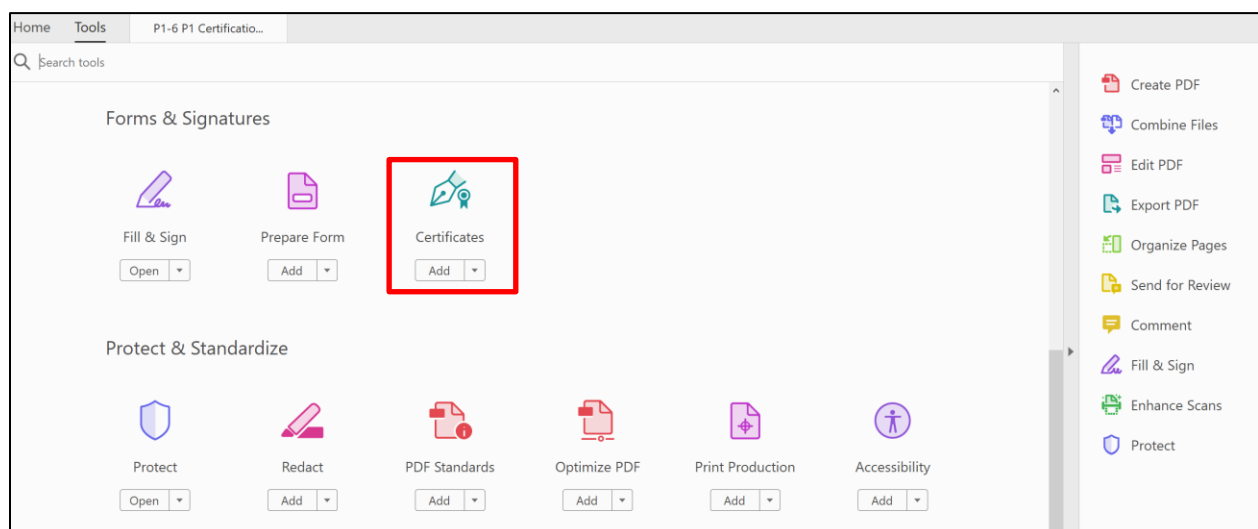 Home Tools P1-6 P1 Certificatio...
Search tools
Forms & Signatures
Fill & Sign Prepare Form Certificates
Open Add Add
Protect & Standardize
Protect Redact PDF Standards Optimize PDF Print Production Accessibility
Open Add Add Add Add Add
Create PDF
Combine Files
Edit PDF
Export PDF
Organize Pages
Send for Review
Comment
Fill & Sign
Enhance Scans
Protect